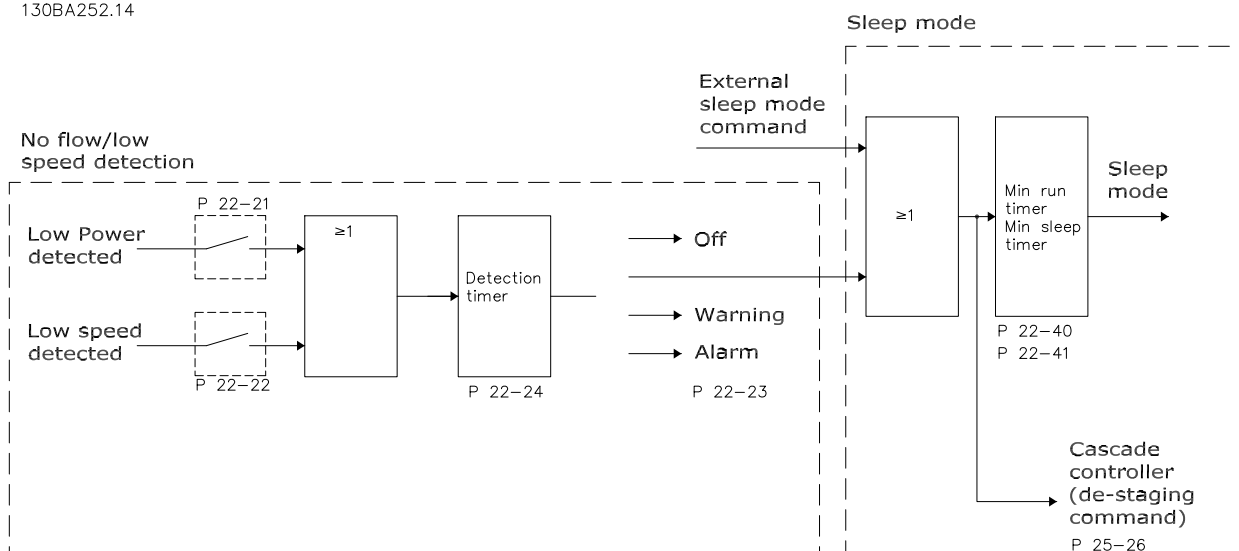 130BA252.14
Sleep mode
External
sleep mode
command
No flow/low
speed detection
P 22-21
Low Power
detected
≥1
Detection
timer
Off
≥1
Min run
timer
Min sleep
timer
Sleep
mode
Low speed
detected
P 22-22
P 22-24
Warning
Alarm
P 22-23
P 22-40
P 22-41
Cascade
controller
(de-staging
command)
P 25-26